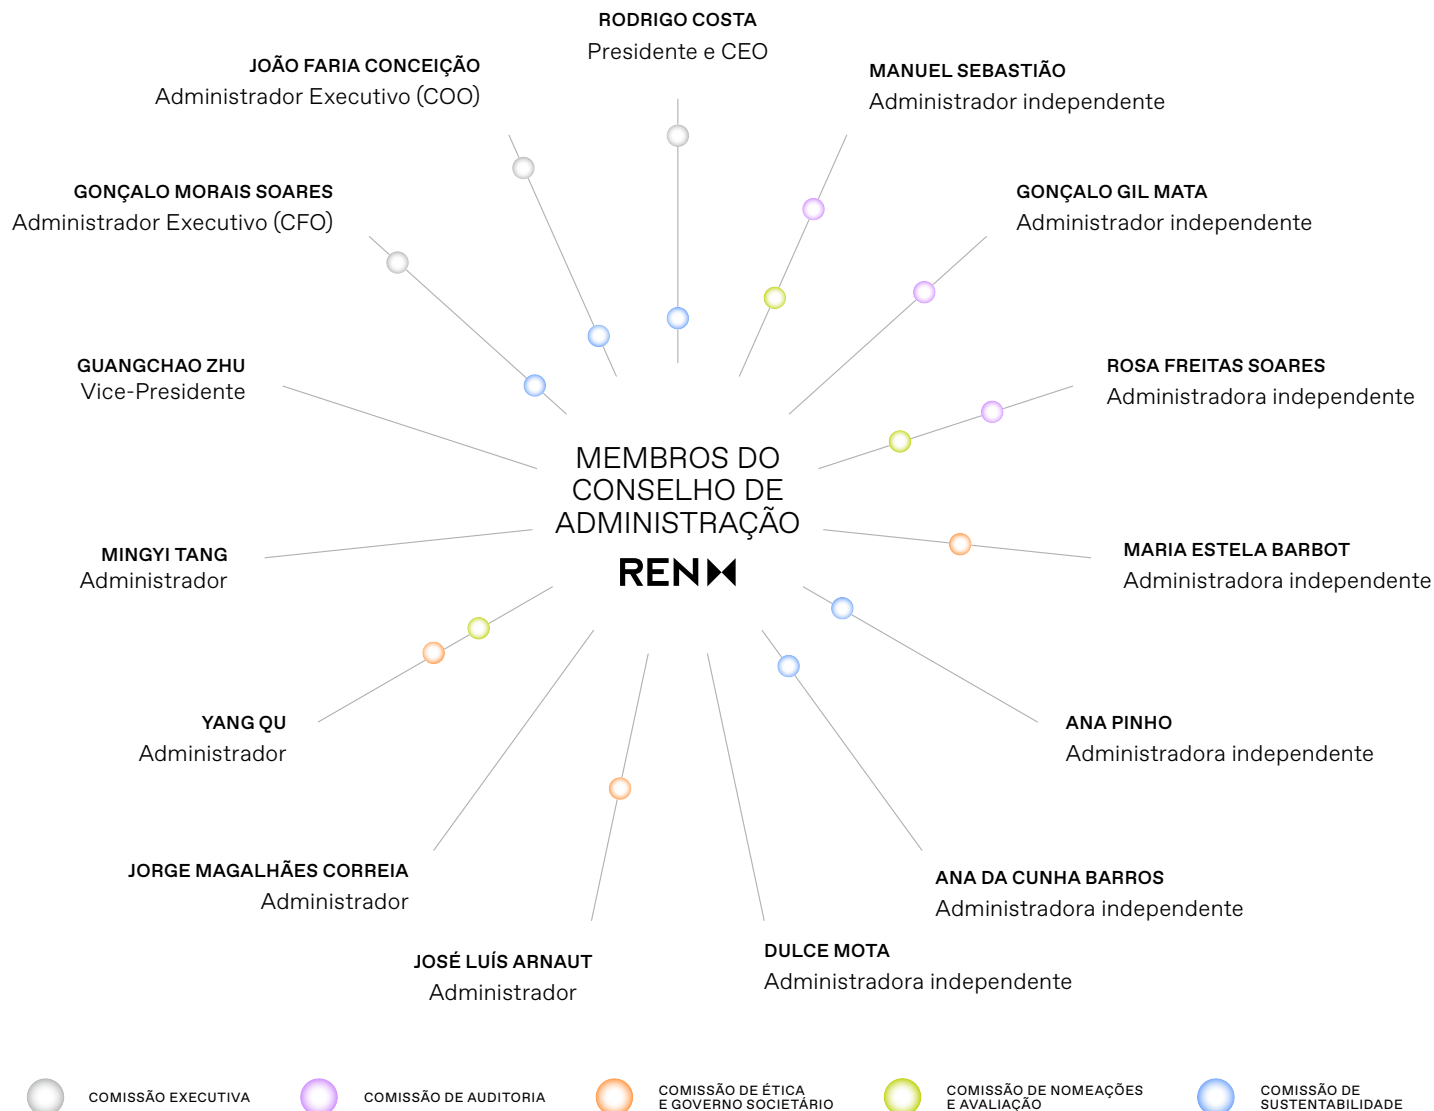 RODRIGO COSTA
Presidente e CEO
JOÃO FARIA CONCEIÇÃO
Administrador Executivo (COO)
MANUEL SEBASTIÃO
Administrador independente
GONÇALO MORAIS SOARES
Administrador Executivo (CFO)
GONÇALO GIL MATA
Administrador independente
GUANGCHAO ZHU
Vice-Presidente
ROSA FREITAS SOARES
Administradora independente
MEMBROS DO
CONSELHO DE
ADMINISTRAÇÃO
REN
MINGYI TANG
Administrador
MARIA ESTELA BARBOT
Administradora independente
YANG QU
Administrador
ANA PINHO
Administradora independente
JORGE MAGALHÃES CORREIA
Administrador
ANA DA CUNHA BARROS
Administradora independente
JOSÉ LUÍS ARNAUT
Administrador
DULCE MOTA
Administradora independente
COMISSÃO EXECUTIVA
COMISSÃO DE AUDITORIA
COMISSÃO DE ÉTICA
E GOVERNO SOCIETÁRIO
COMISSÃO DE NOMEAÇÕES
E AVALIAÇÃO
COMISSÃO DE
SUSTENTABILIDADE